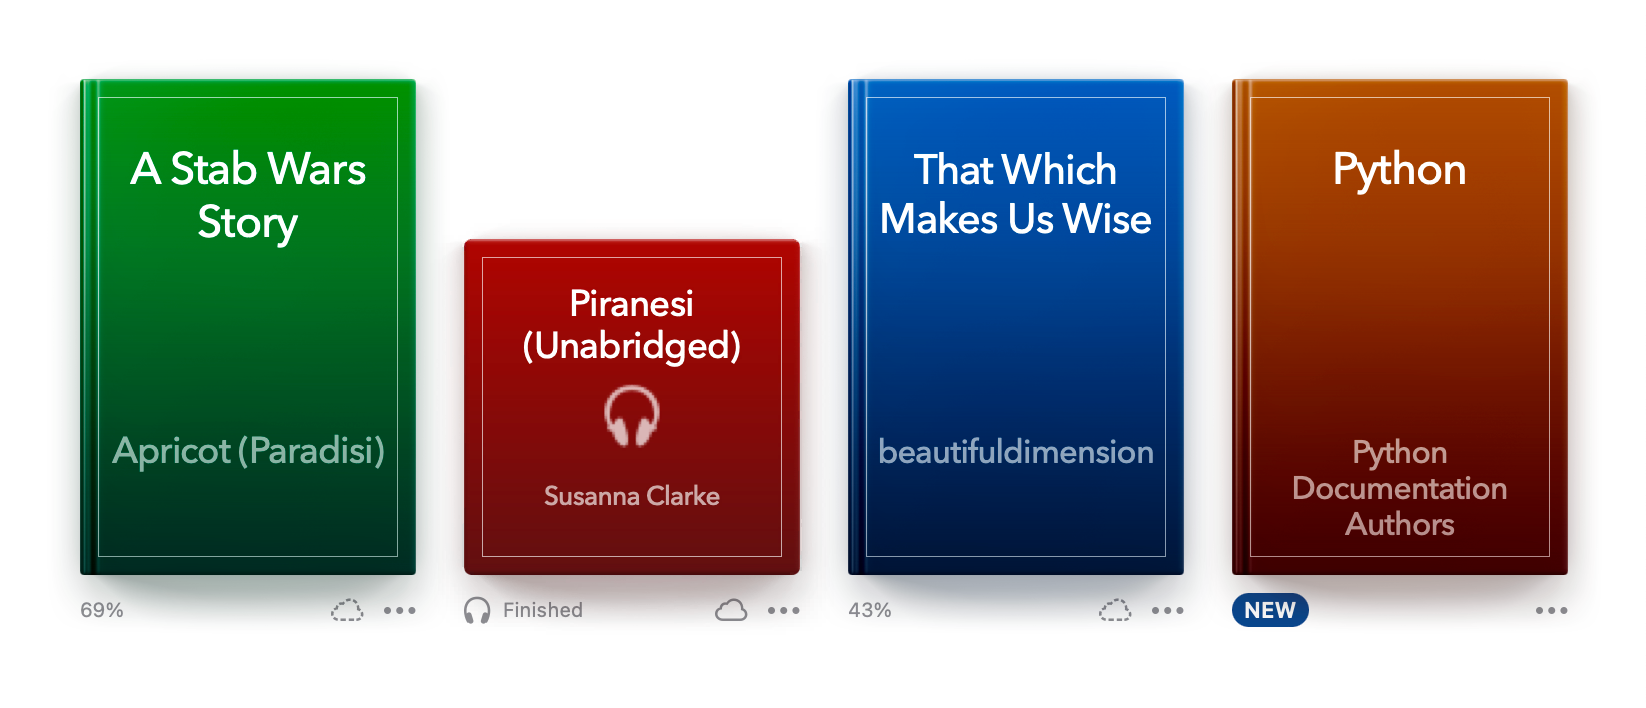 A Stab Wars
Story
Apricot (Paradisi)
69%
Piranesi
(Unabridged)
Susanna Clarke
Finished
That Which
Makes Us Wise
beautifuldimension
43%
Python
Python
Documentation
Authors
NEW